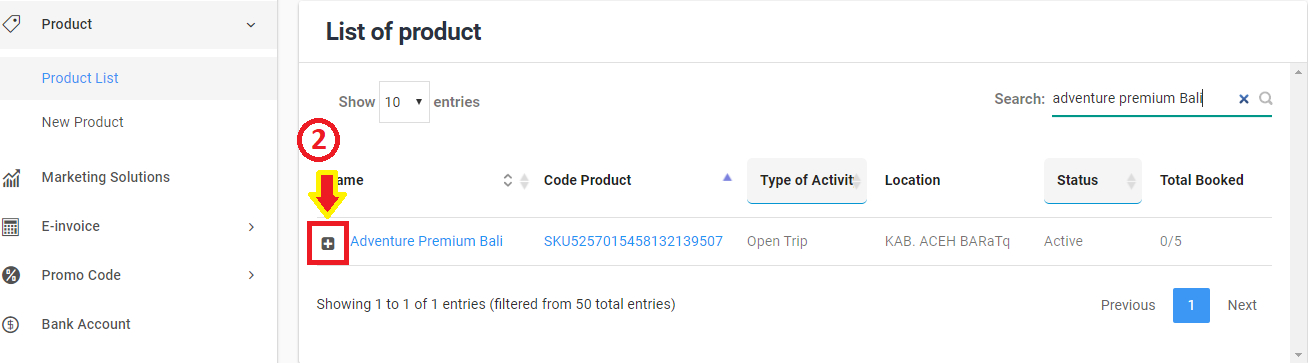 Product
Product List
New Product
Marketing Solutions
E-invoice
Promo Code
Bank Account
List of product
Show 10 entries
Search: adventure premium Bali
2
ame Code Product Type of Activit Location Status Total Booked
Adventure Premium Bali SKU5257015458132139507 Open Trip KAB. ACEH BARaTq Active 0/5
Showing 1 to 1 of 1 entries (filtered from 50 total entries)
Previous 1 Next